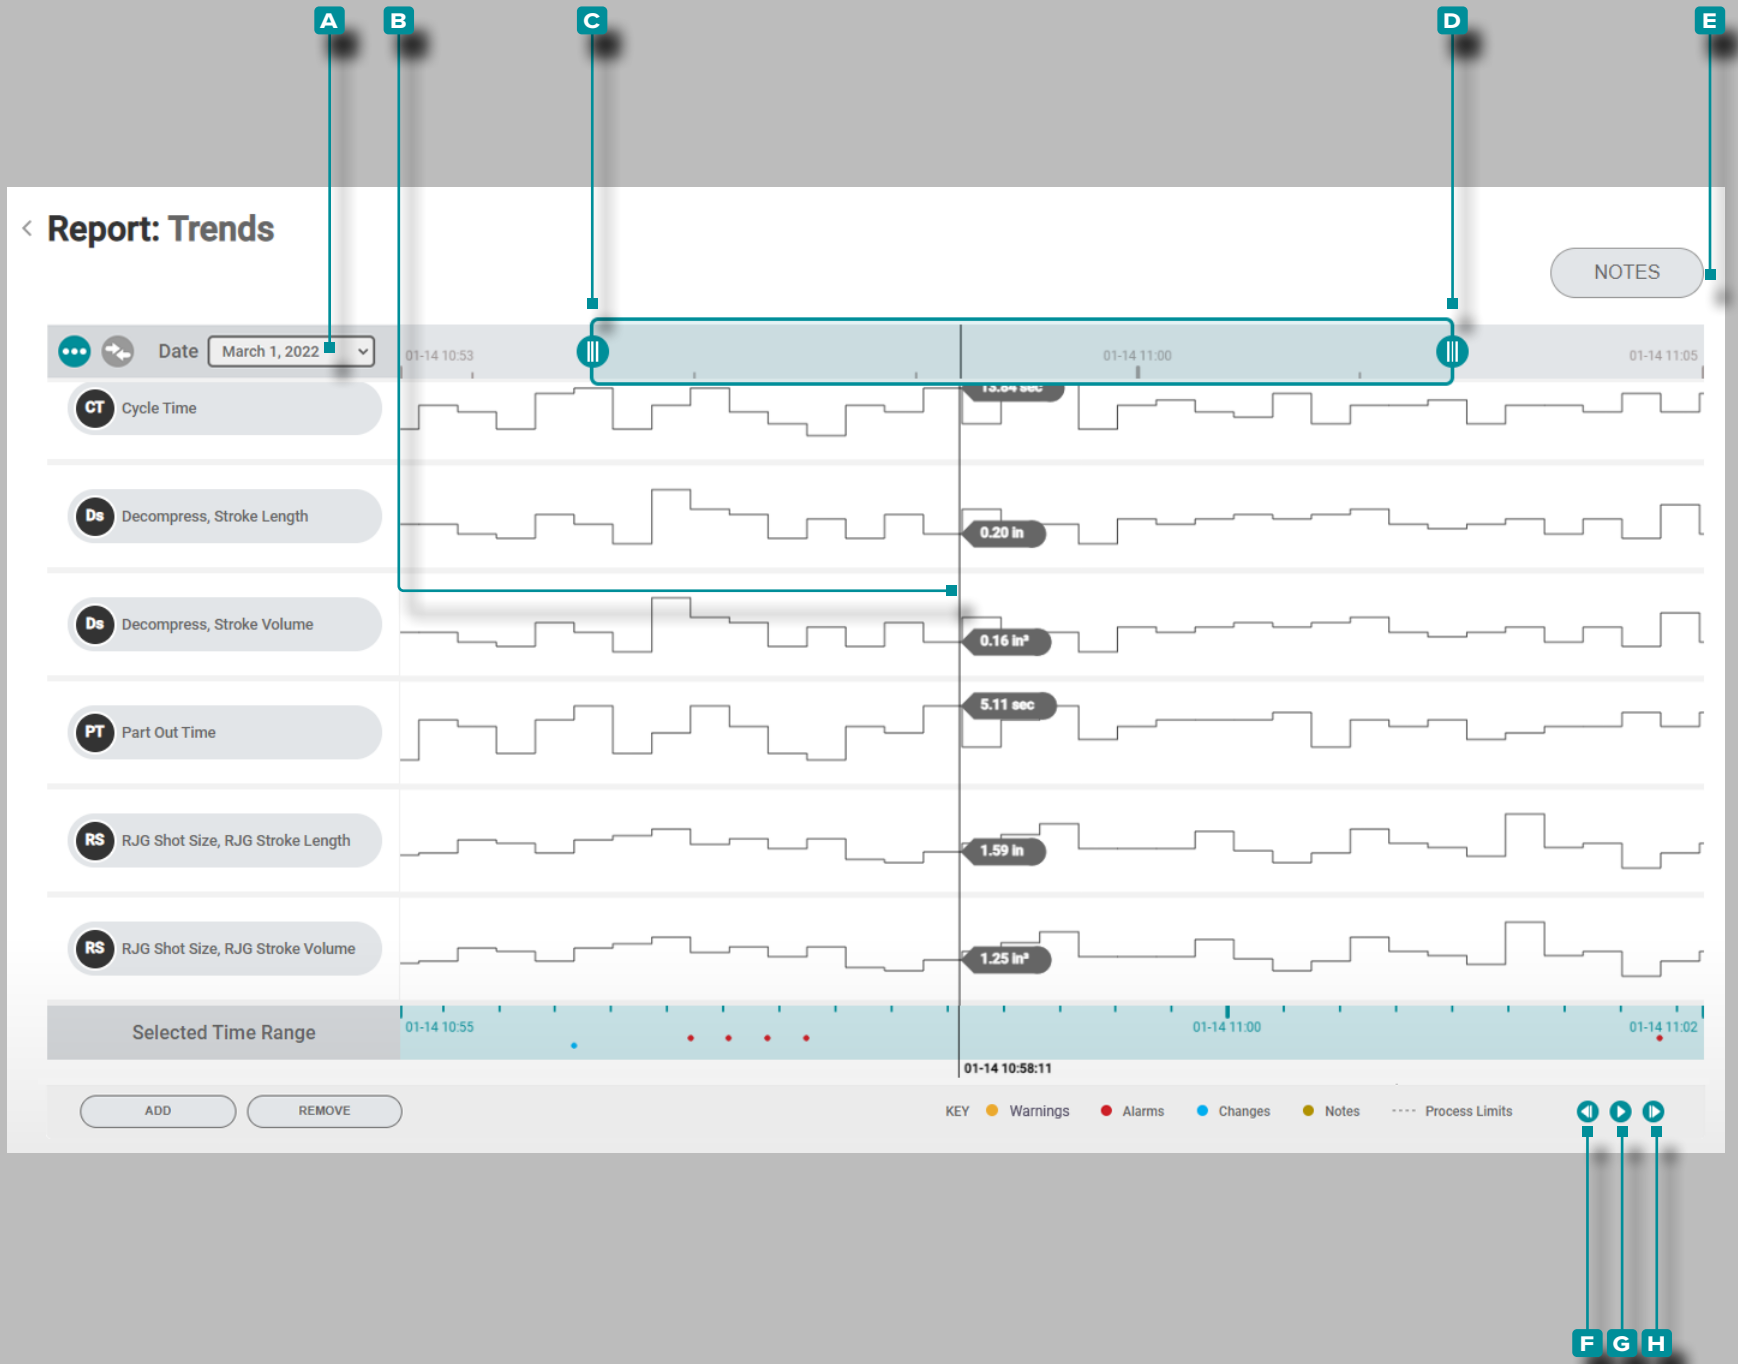 A B C D E
Report: Trends
NOTES
Date March 1, 2022 01-14 10:53 01-14 11:00 01-14 11:05
CT Cycle Time 13.84 sec
Ds Decompress, Stroke Length 0.20 in
Ds Decompress, Stroke Volume 0.16 in³
PT Part Out Time 5.11 sec
RS RJG Shot Size, RJG Stroke Length 1.59 in
RS RJG Shot Size, RJG Stroke Volume 1.25 in³
Selected Time Range 01-14 10:55 01-14 11:00 01-14 11:02
01-14 10:58:11
ADD REMOVE KEY Warnings Alarms Changes Notes Process Limits
F G H